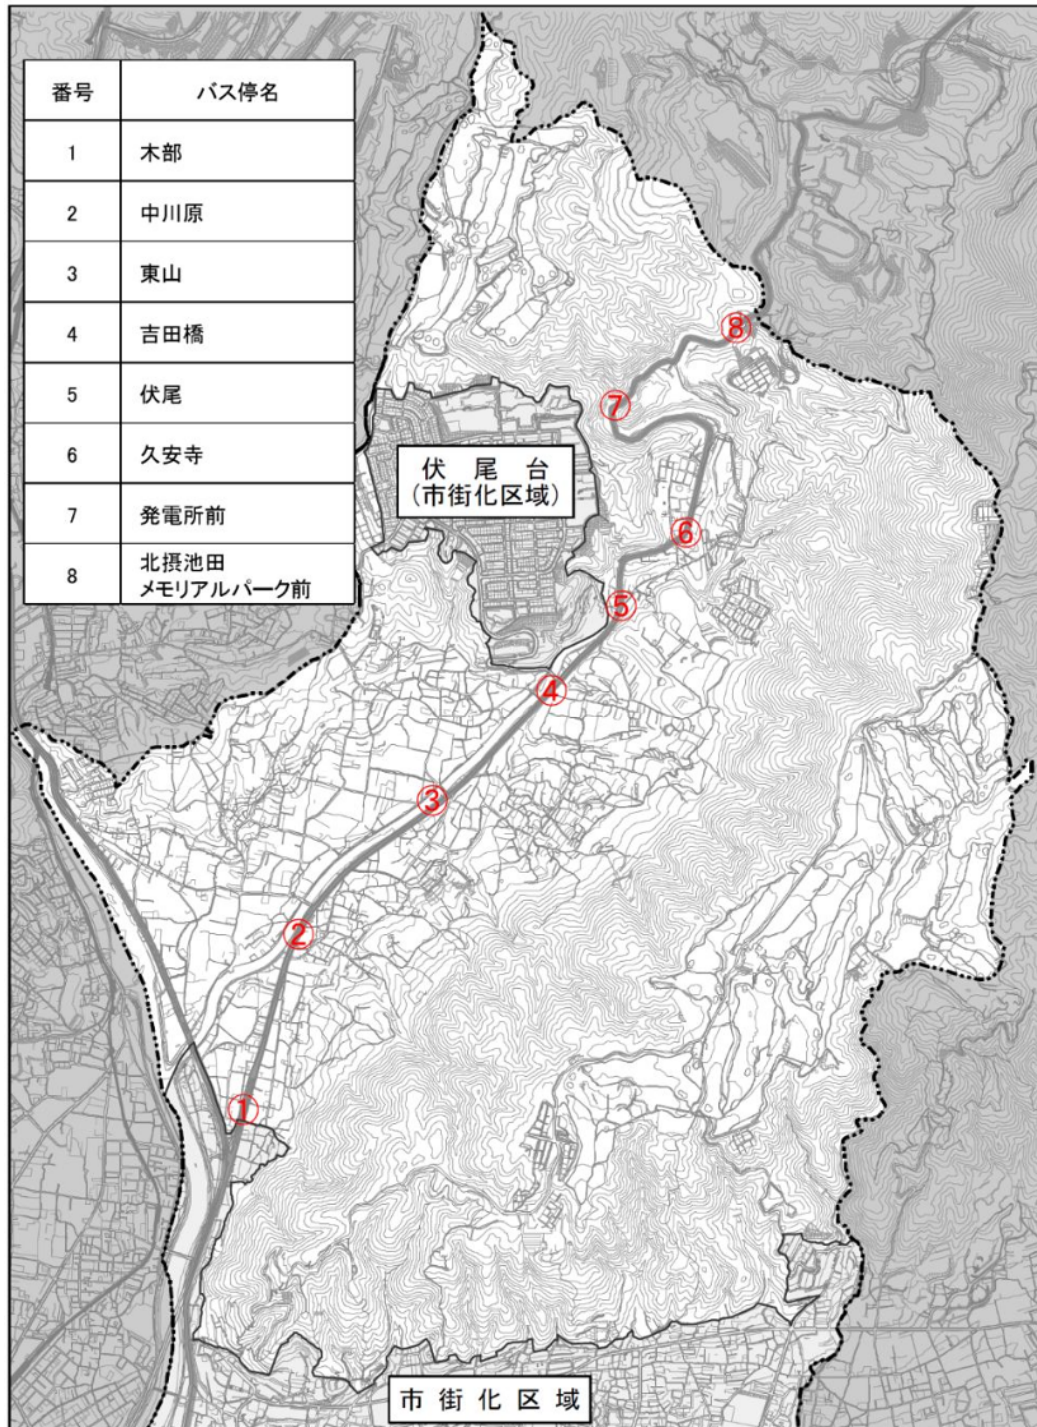 番号 バス停名
1 木部
2 中川原
3 東山
4 吉田橋
5 伏尾
6 久安寺
7 発電所前
8 北摂池田
メモリアルパーク前
⑧
⑦
伏尾台
(市街化区域)
⑥
⑤
④
③
②
①
市街化区域